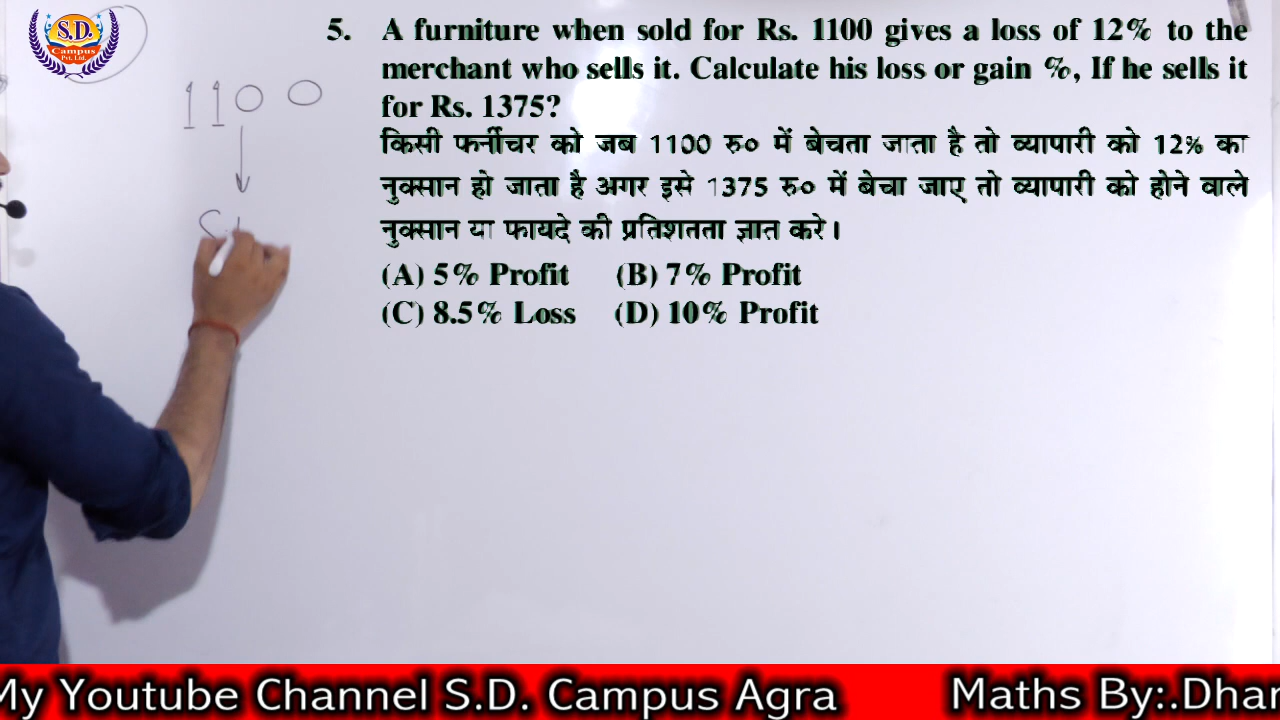 S.D.
Campus
Pvt. Ltd.
1100
5. A furniture when sold for Rs. 1100 gives a loss of 12% to the
merchant who sells it. Calculate his loss or gain %, If he sells it
for Rs. 1375?
किसी फर्नीचर को जब 1100 रु० में बेचता जाता है तो व्यापारी को 12% का
नुक्सान हो जाता है अगर इसे 1375 रु० में बेचा जाए तो व्यापारी को होने वाले
नुक्सान या फायदे की प्रतिशतता ज्ञात करे।
(A) 5% Profit (B) 7% Profit
(C) 8.5% Loss (D) 10% Profit
My Youtube Channel S.D. Campus Agra Maths By:.Dhar